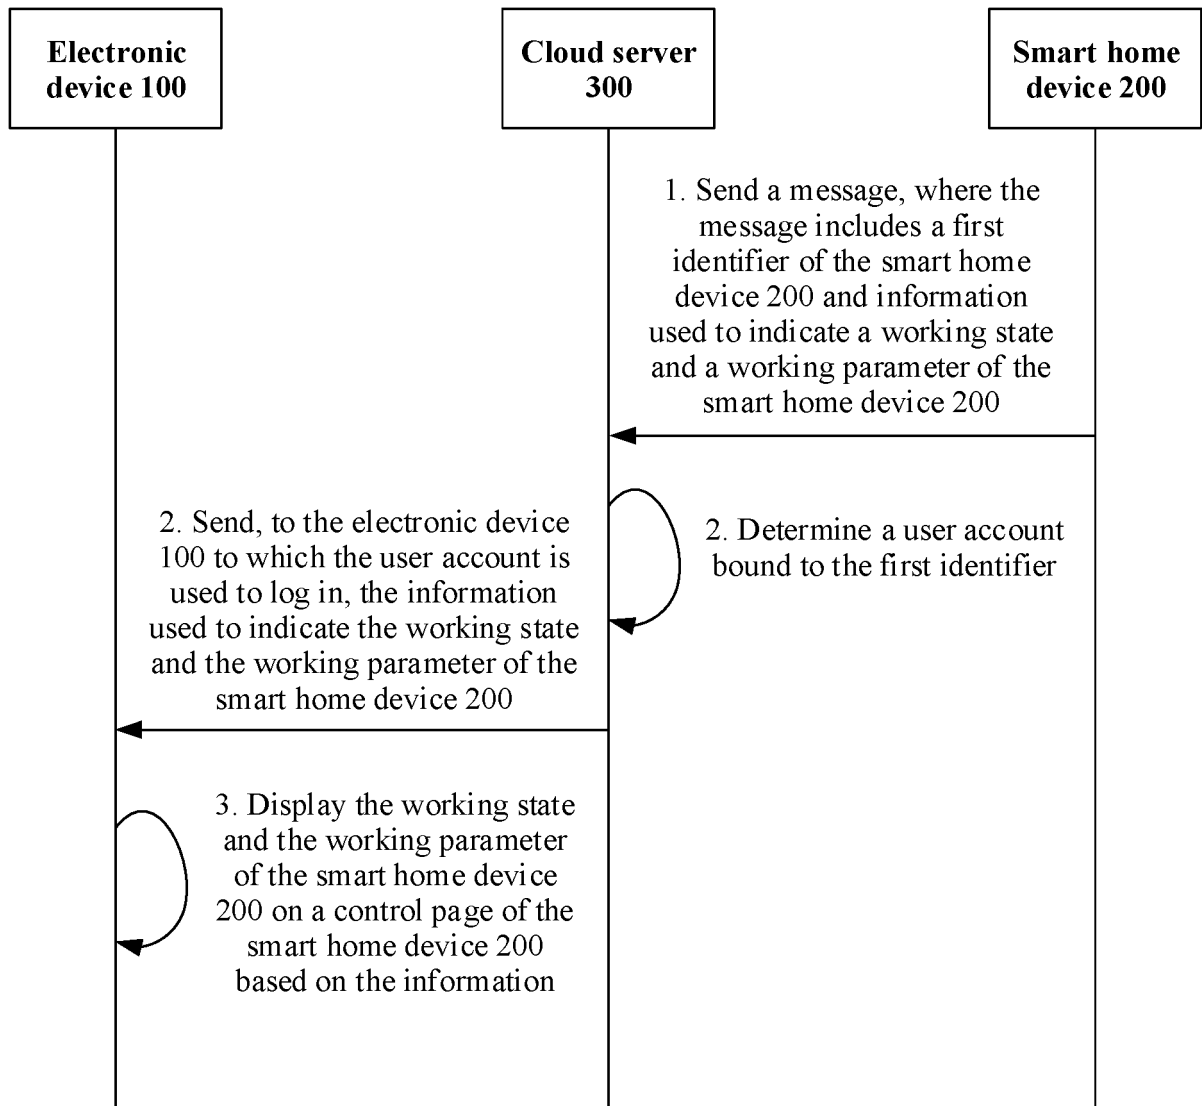 Electronic
device 100
Cloud server
300
Smart home
device 200
1. Send a message, where the
message includes a first
identifier of the smart home
device 200 and information
used to indicate a working state
and a working parameter of the
smart home device 200
2. Determine a user account
bound to the first identifier
2. Send, to the electronic device
100 to which the user account is
used to log in, the information
used to indicate the working state
and the working parameter of the
smart home device 200
3. Display the working state
and the working parameter
of the smart home device
200 on a control page of the
smart home device 200
based on the information